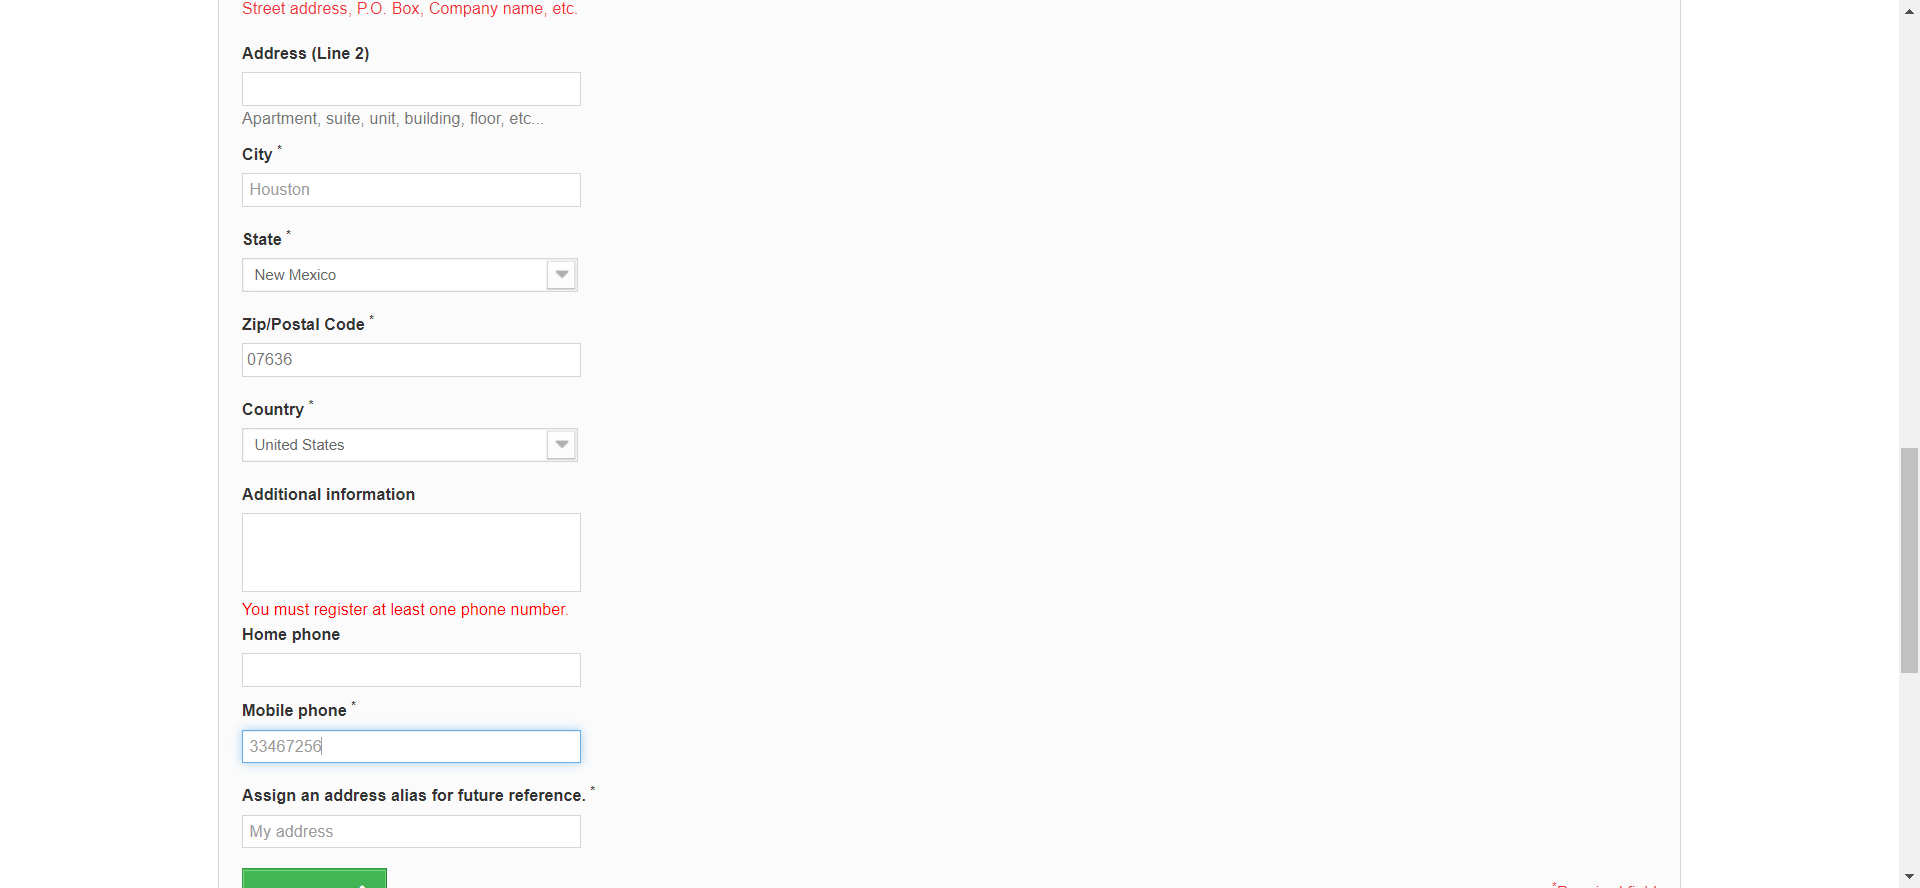 Street address, P.O. Box, Company name, etc.
Address (Line 2)
Apartment, suite, unit, building, floor, etc...
City *
Houston
State *
New Mexico
Zip/Postal Code *
07636
Country *
United States
Additional information
You must register at least one phone number.
Home phone
Mobile phone *
33467256
Assign an address alias for future reference. *
My address